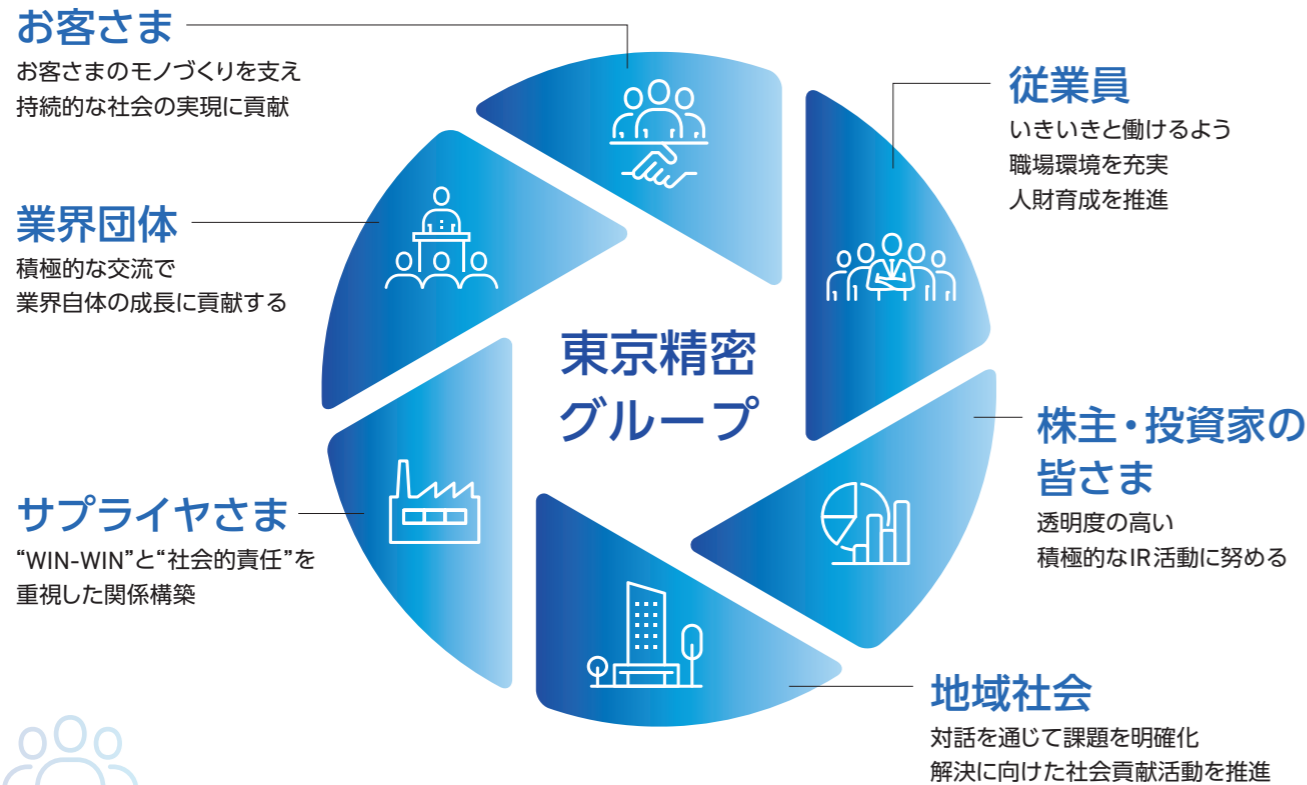 お客さま
お客さまのモノづくりを支え
持続的な社会の実現に貢献
従業員
いきいきと働けるよう
職場環境を充実
人財育成を推進
業界団体
積極的な交流で
業界自体の成長に貢献する
東京精密
グループ
株主・投資家の
皆さま
透明度の高い
積極的なIR活動に努める
サプライヤさま
“WIN-WIN”と“社会的責任”を
重視した関係構築
地域社会
対話を通じて課題を明確化
解決に向けた社会貢献活動を推進